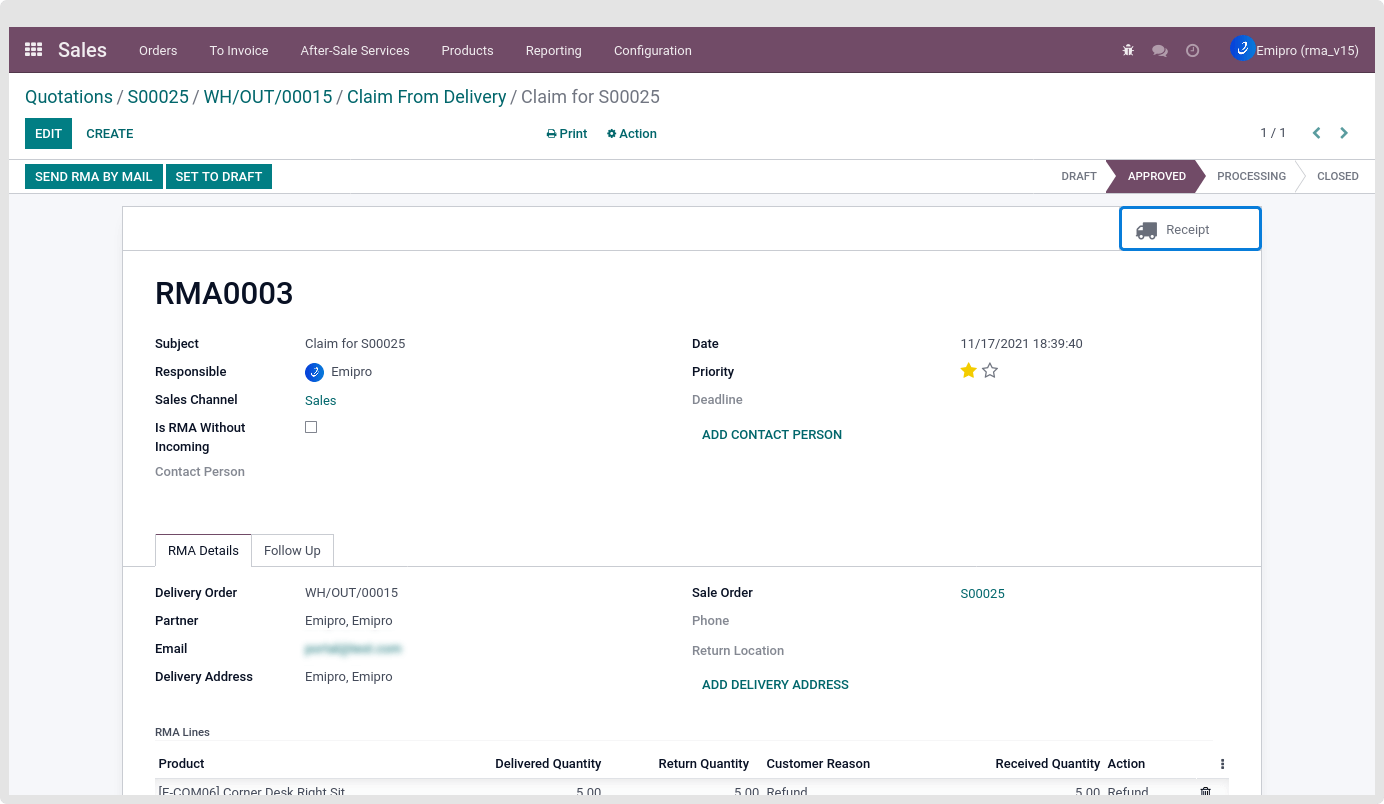 Sales Orders To Invoice After-Sale Services Products Reporting Configuration Emipro (rma_v15)
Quotations / S00025 / WH/OUT/00015 / Claim From Delivery / Claim for S00025
EDIT CREATE Print Action 1 / 1
SEND RMA BY MAIL SET TO DRAFT DRAFT APPROVED PROCESSING CLOSED
Receipt
RMA0003
Subject Claim for S00025 Date 11/17/2021 18:39:40
Responsible Emipro Priority
Sales Channel Sales Deadline
Is RMA Without
Incoming
ADD CONTACT PERSON
Contact Person
RMA Details Follow Up
Delivery Order WH/OUT/00015 Sale Order S00025
Partner Emipro, Emipro Phone
Email Return Location
Delivery Address Emipro, Emipro ADD DELIVERY ADDRESS
RMA Lines
Product Delivered Quantity Return Quantity Customer Reason Received Quantity Action
[E-COM06] Corner Desk Right Sit 5.00 5.00 Refund 5.00 Refund